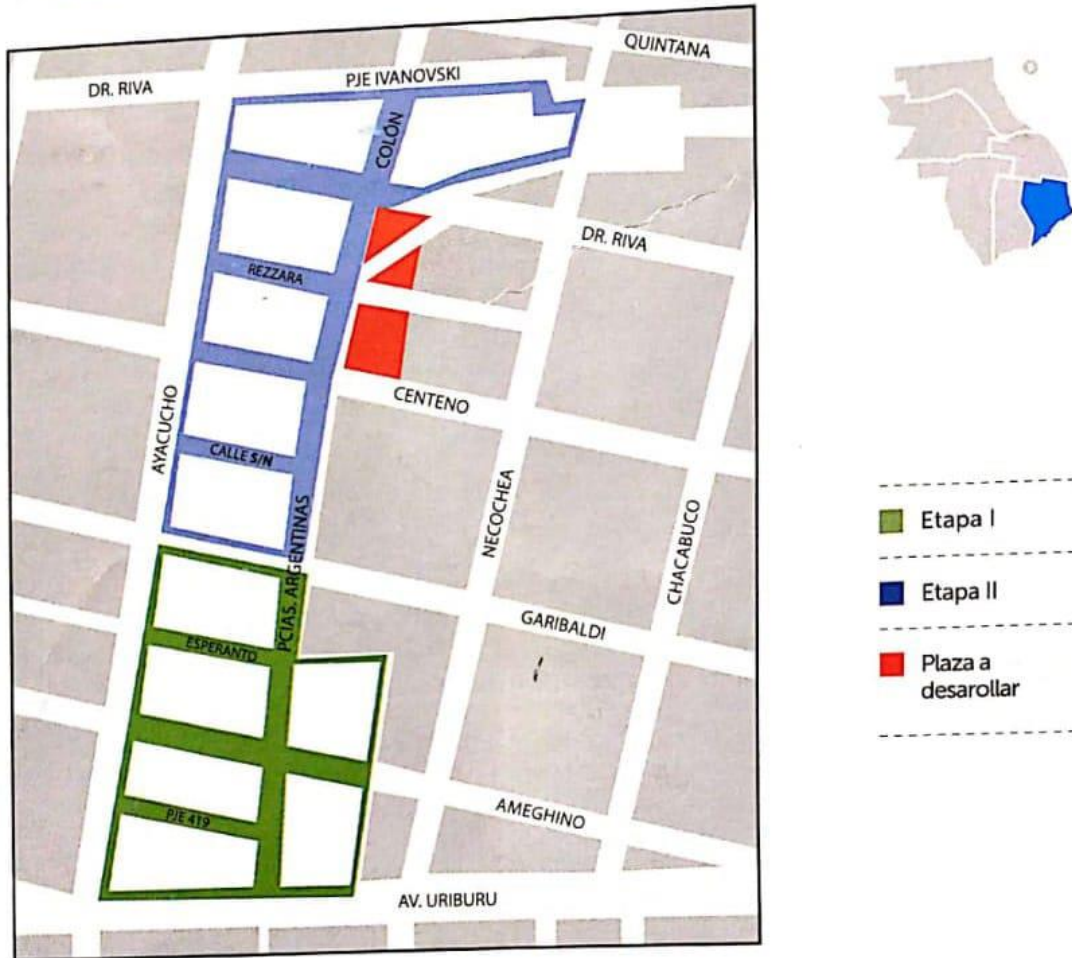 QUINTANA
PJE IVANOVSKI
DR. RIVA
COLÓN
DR. RIVA
REZZARA
CENTENO
AYACUCHO
CALLE S/N
NECOCHEA
CHACABUCO
PCIAS. ARGENTINAS
GARIBALDI
ESPERANTO
AMEGHINO
PJE 419
AV. URIBURU
Etapa I
Etapa II
Plaza a
desarollar